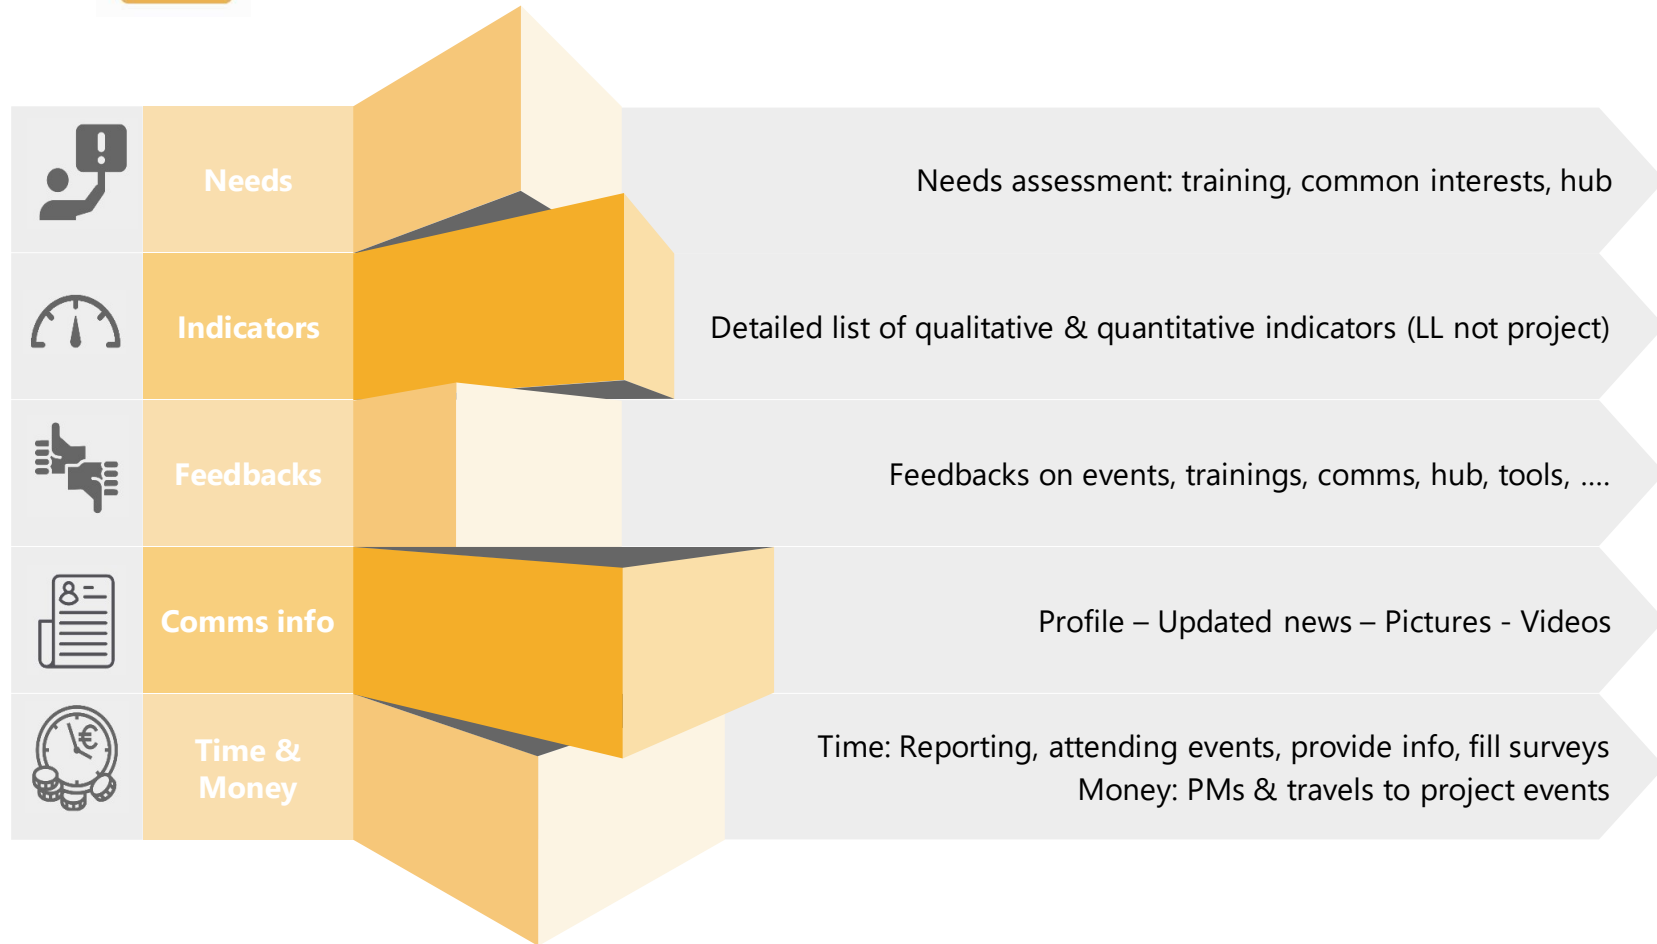 Needs
Needs assessment: training, common interests, hub
Indicators
Detailed list of qualitative & quantitative indicators (LL not project)
Feedbacks
Feedbacks on events, trainings, comms, hub, tools, ....
Comms info
Profile – Updated news – Pictures - Videos
Time &
Money
Time: Reporting, attending events, provide info, fill surveys
Money: PMs & travels to project events